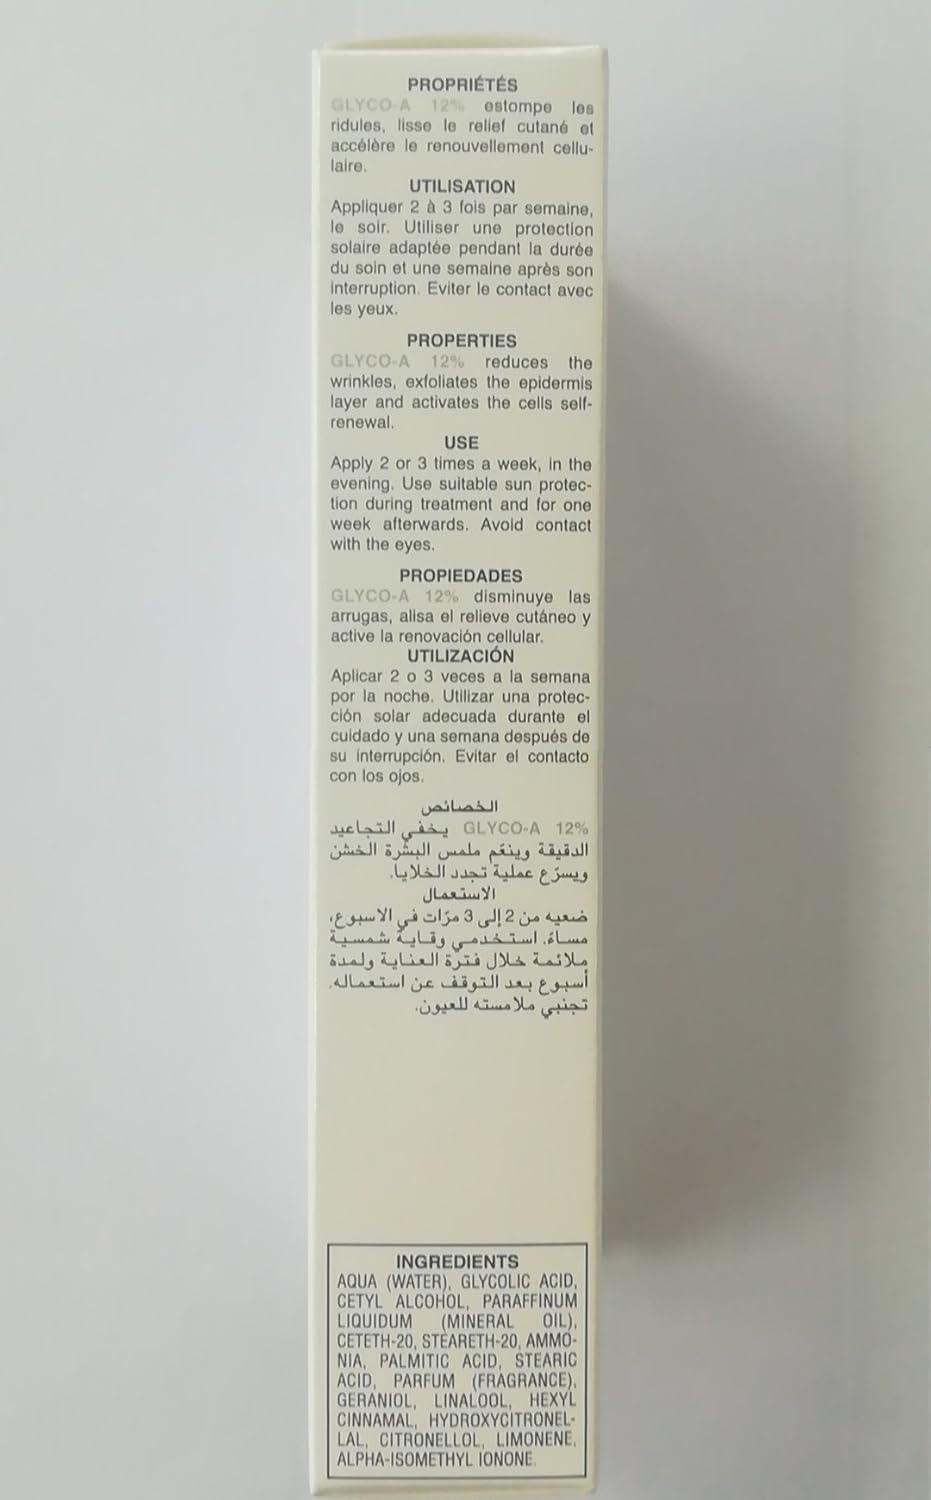 PROPRIÉTÉS
GLYCO-A 12% estompe les
ridules, lisse le relief cutané et
accélère le renouvellement cellu-
laire.
UTILISATION
Appliquer 2 à 3 fois par semaine,
le soir. Utiliser une protection
solaire adaptée pendant la durée
du soin et une semaine après son
interruption. Eviter le contact avec
les yeux.
PROPERTIES
GLYCO-A 12% reduces the
wrinkles, exfoliates the epidermis
layer and activates the cells self-
renewal.
USE
Apply 2 or 3 times a week, in the
evening. Use suitable sun protec-
tion during treatment and for one
week afterwards. Avoid contact
with the eyes.
PROPIEDADES
GLYCO-A 12% disminuye las
arrugas, alisa el relieve cutáneo y
active la renovación cellular.
UTILIZACIÓN
Aplicar 2 o 3 veces a la semana
por la noche. Utilizar una protec-
ción solar adecuada durante el
cuidado y una semana después de
su interrupción. Evitar el contacto
con los ojos.
الخصائص
GLYCO-A 12% يخفي التجاعيد
الدقيقة وينعّم ملمس البشرة الخشن
ويسرّع عملية تجدد الخلايا.
الاستعمال
ضعيه من 2 إلى 3 مرّات في الاسبوع،
مساءً. استخدمي وقاية شمسية
ملائمة خلال فترة العناية ولمدة
أسبوع بعد التوقف عن استعماله.
تجنبي ملامسته للعيون.
INGREDIENTS
AQUA (WATER), GLYCOLIC ACID,
CETYL ALCOHOL, PARAFFINUM
LIQUIDUM (MINERAL OIL),
CETETH-20, STEARETH-20, AMMO-
NIA, PALMITIC ACID, STEARIC
ACID, PARFUM (FRAGRANCE),
GERANIOL, LINALOOL, HEXYL
CINNAMAL, HYDROXYCITRONEL-
LAL, CITRONELLOL, LIMONENE,
ALPHA-ISOMETHYL IONONE.